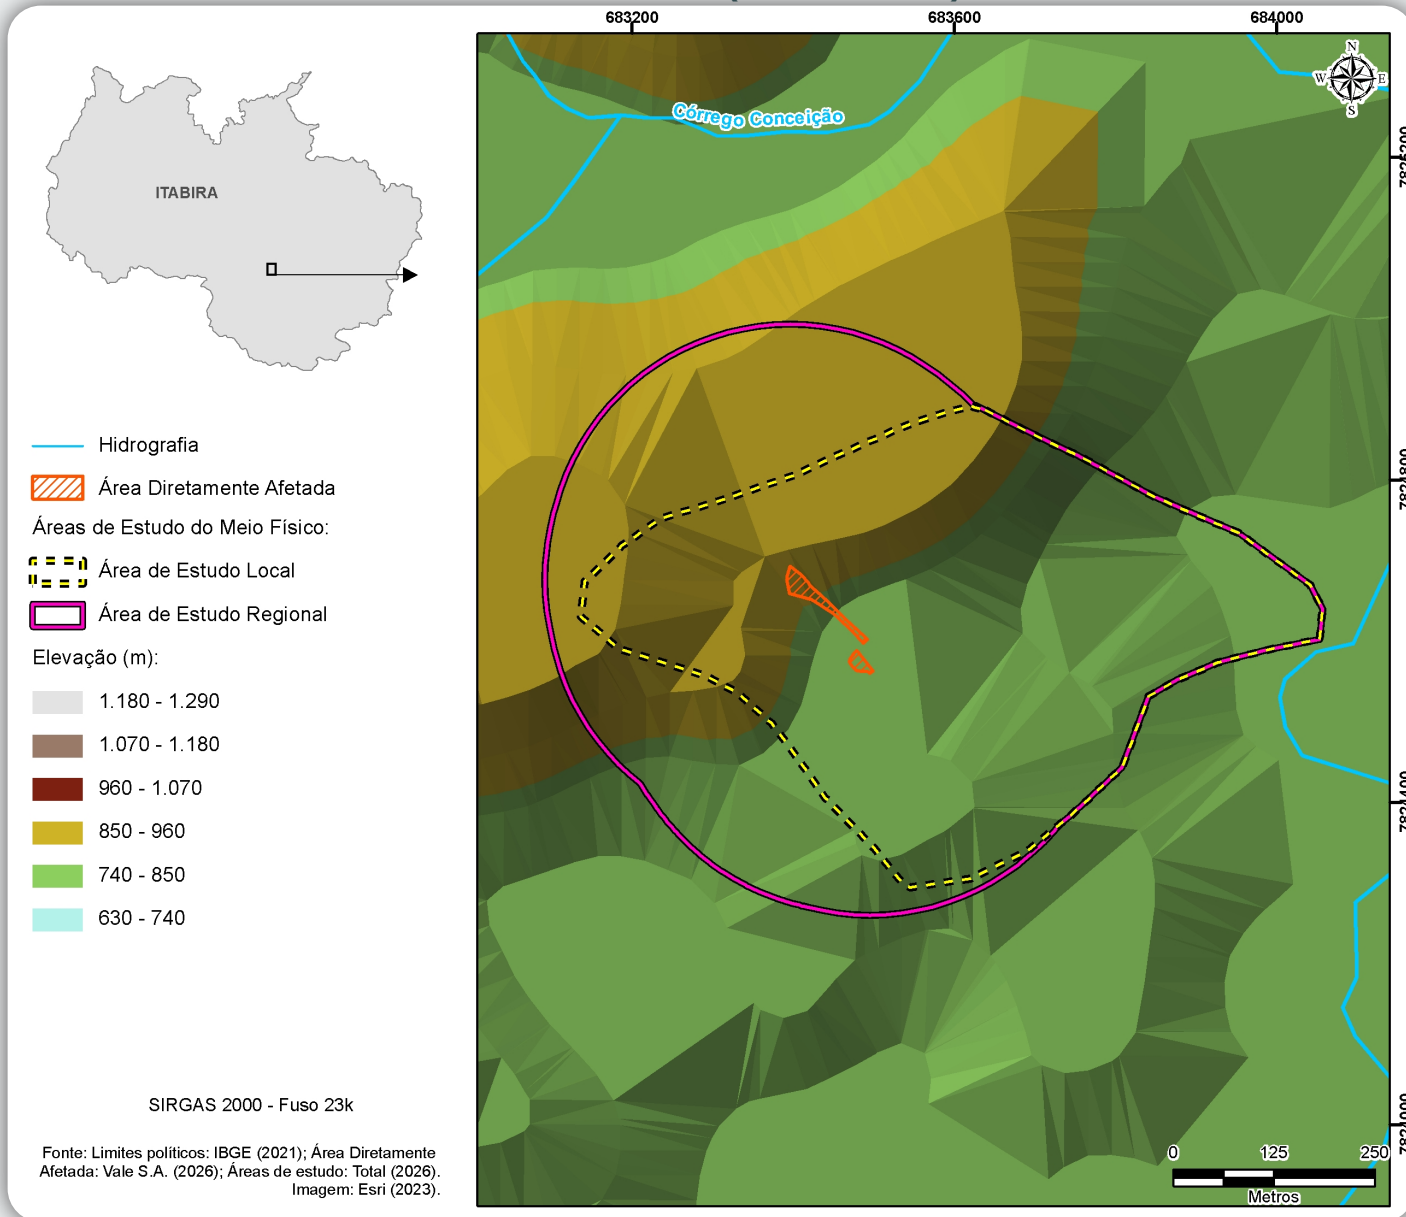 683200
683600
684000
N
W
E
S
Córrego Conceição
ITABIRA
Hidrografia
Área Diretamente Afetada
Áreas de Estudo do Meio Físico:
Área de Estudo Local
Área de Estudo Regional
Elevação (m):
1.180 - 1.290
1.070 - 1.180
960 - 1.070
850 - 960
740 - 850
630 - 740
SIRGAS 2000 - Fuso 23k
Fonte: Limites políticos: IBGE (2021); Área Diretamente
Afetada: Vale S.A. (2026); Áreas de estudo: Total (2026).
Imagem: Esri (2023).
0
125
250
Metros